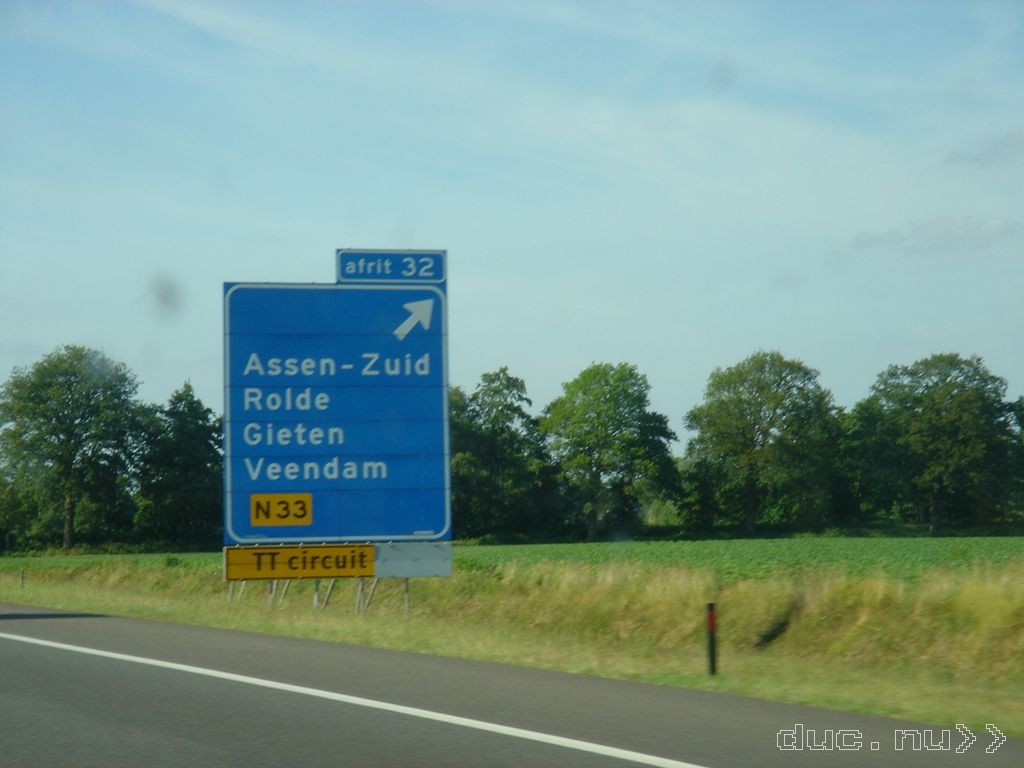 afrit 32
Assen-Zuid
Rolde
Gieten
Veendam
N33
TT circuit
duc.nu>>